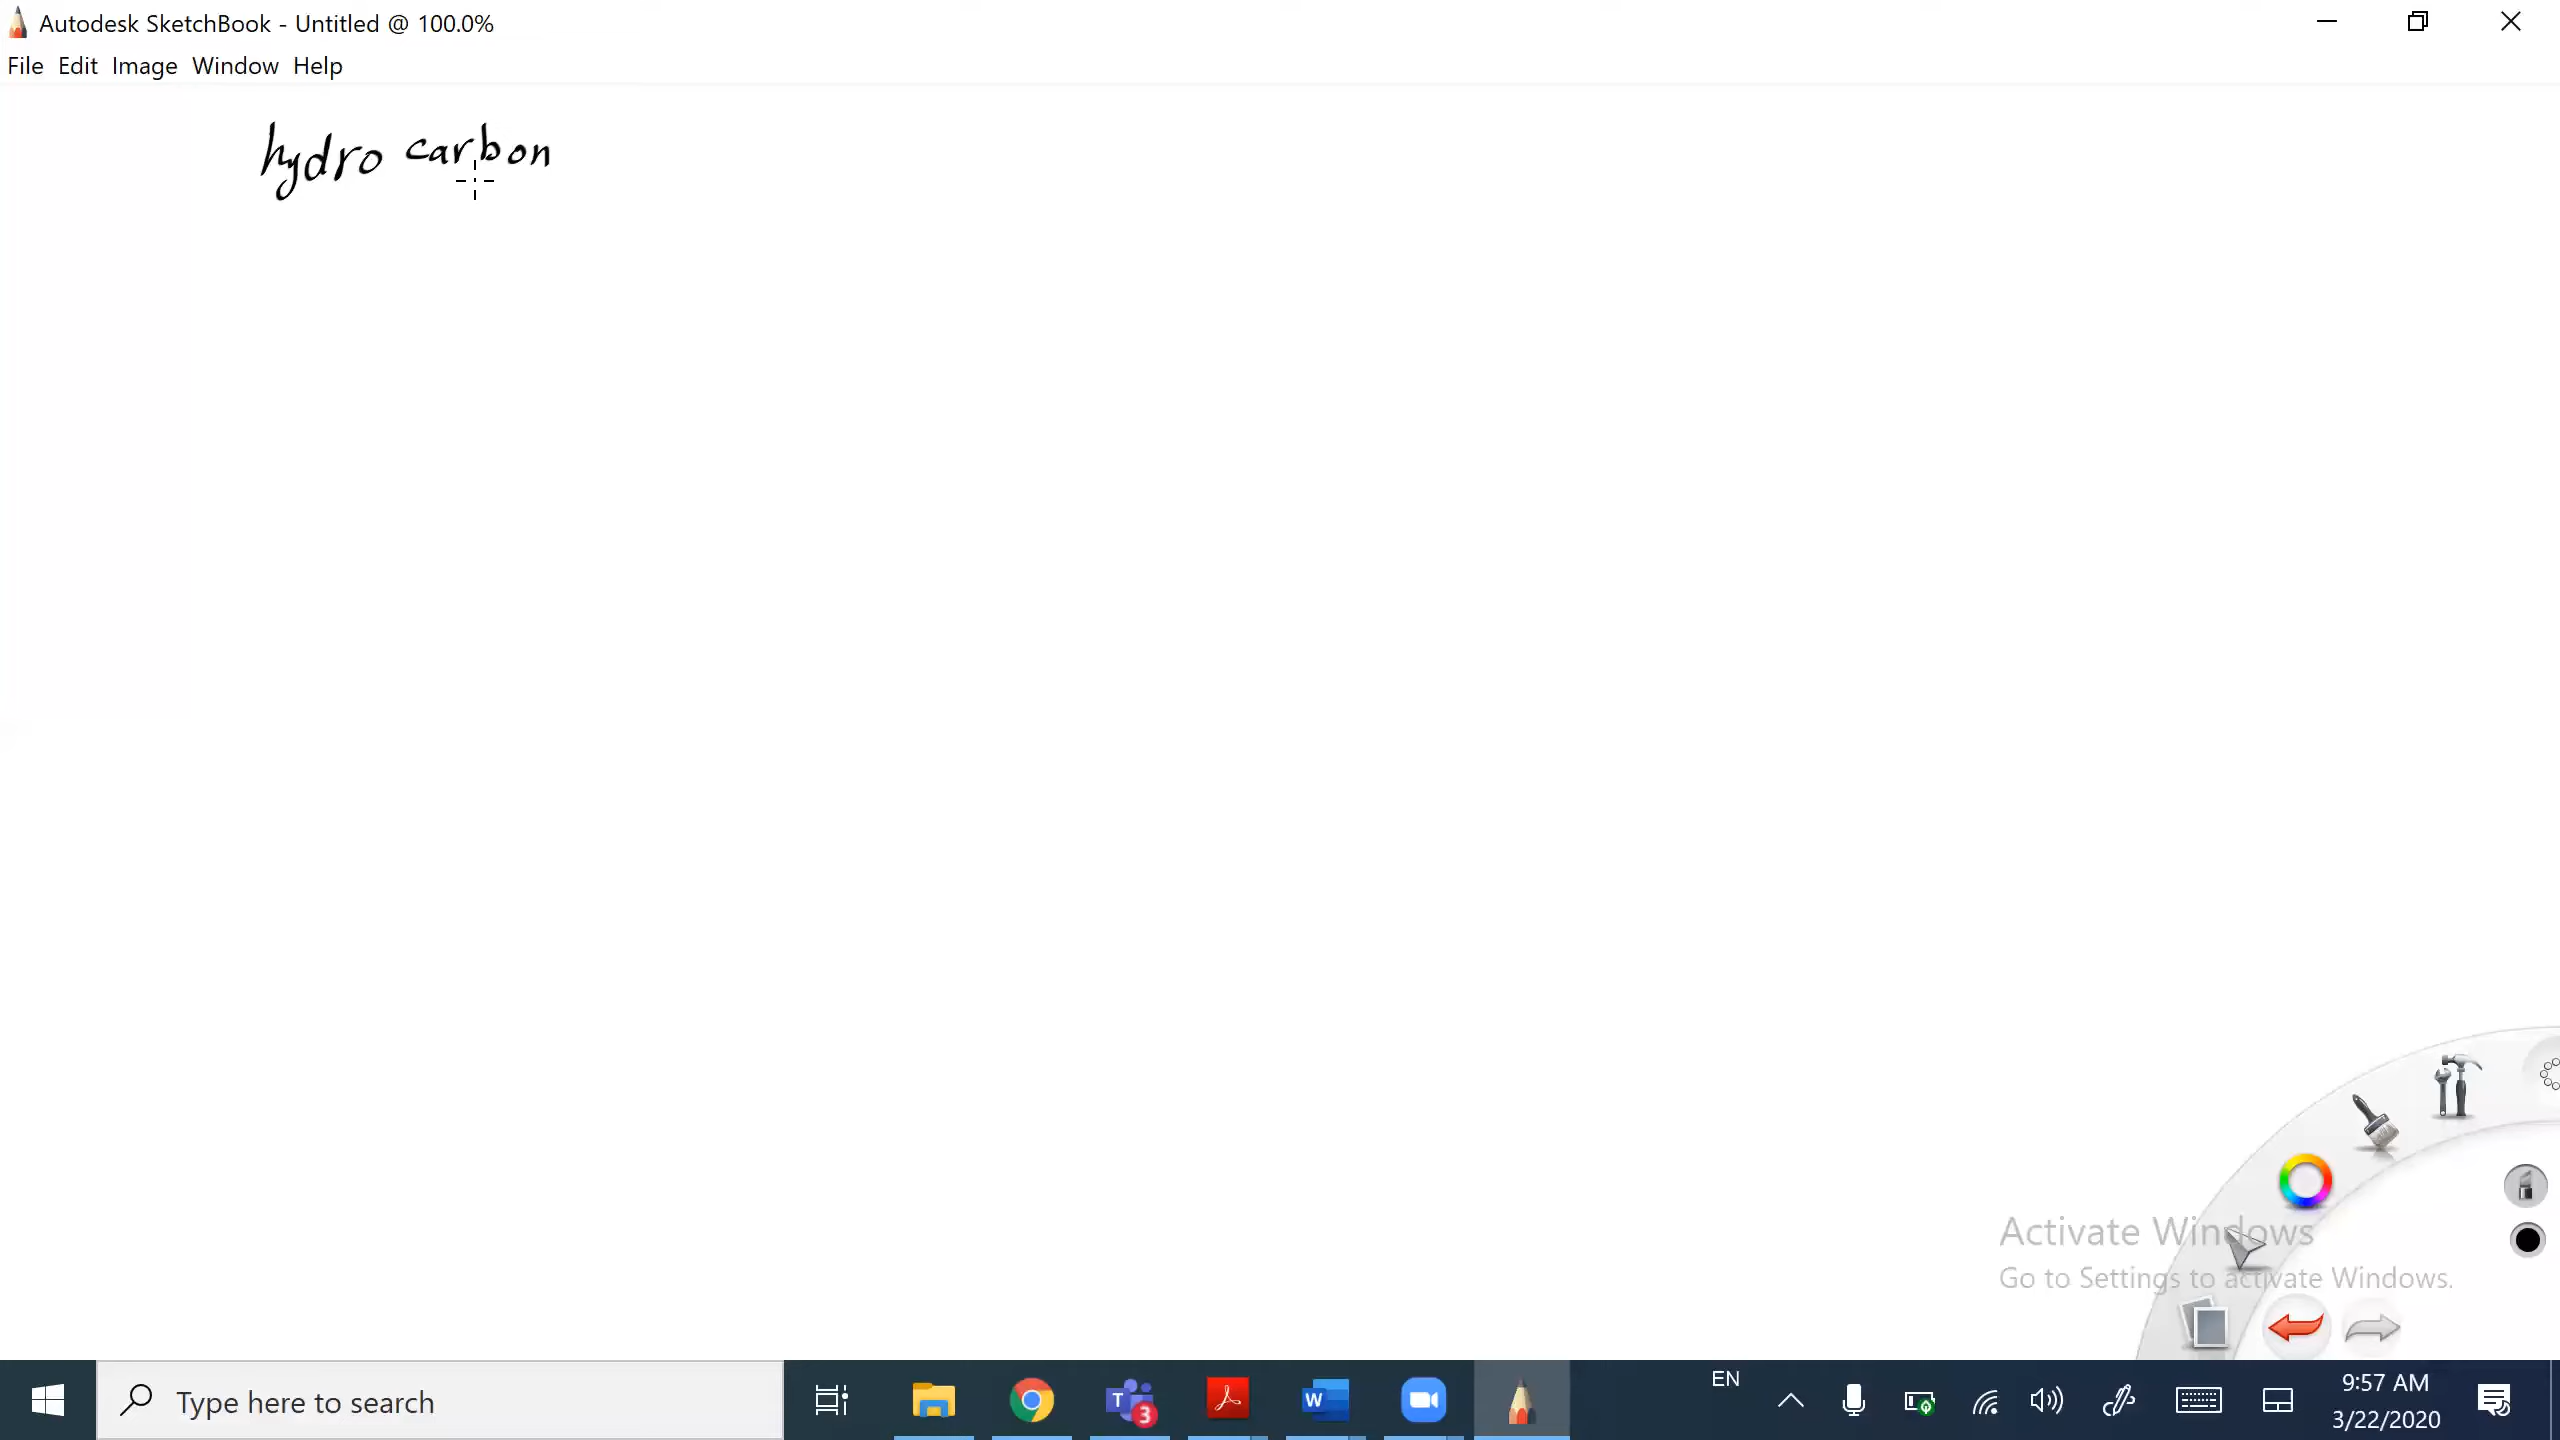 Autodesk SketchBook - Untitled @ 100.0%
File Edit Image Window Help
hydro carbon
Activate Windows
Go to Settings to activate Windows.
Type here to search
T 3
W
EN
9:57 AM
3/22/2020